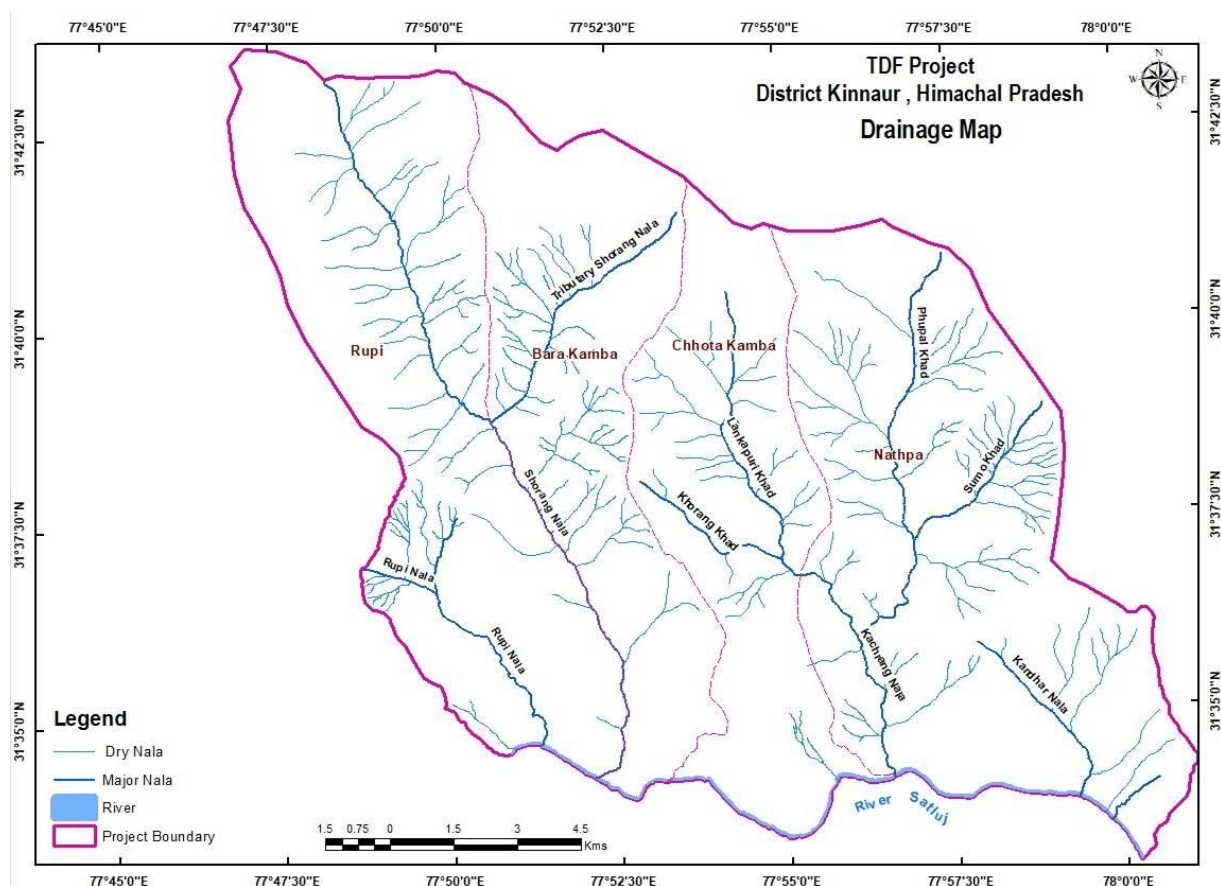 77°45'0"E 77°47'30"E 77°50'0"E 77°52'30"E 77°55'0"E 77°57'30"E 78°0'0"E
TDF Project
District Kinnaur , Himachal Pradesh
Drainage Map
N
W E
S
31°42'30"N
31°42'30"N
Tributary Shorang Nala
31°40'0"N
31°40'0"N
Rupi
Bara Kamba
Chhota Kamba
Phupal Khad
Lankapuri Khad
Nathpa
Sumo Khad
Shorang Nala
Khorang Khad
31°37'30"N
31°37'30"N
Rupi Nala
Rupi Nala
Kachrang Nala
Kandhar Nala
31°35'0"N
31°35'0"N
Legend
Dry Nala
Major Nala
River
Project Boundary
River Satluj
1.5 0.75 0 1.5 3 4.5
Kms
77°45'0"E 77°47'30"E 77°50'0"E 77°52'30"E 77°55'0"E 77°57'30"E 78°0'0"E